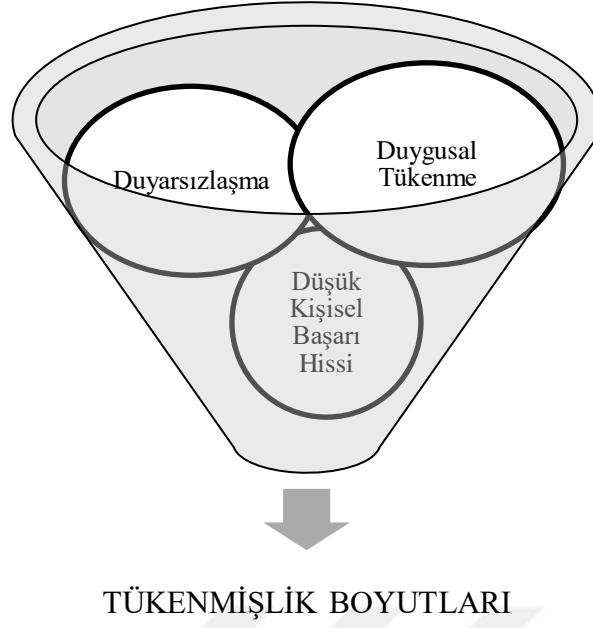 Duyarsızlaşma
Duygusal
Tükenme
Düşük
Kişisel
Başarı
Hissi
TÜKENMİŞLİK BOYUTLARI